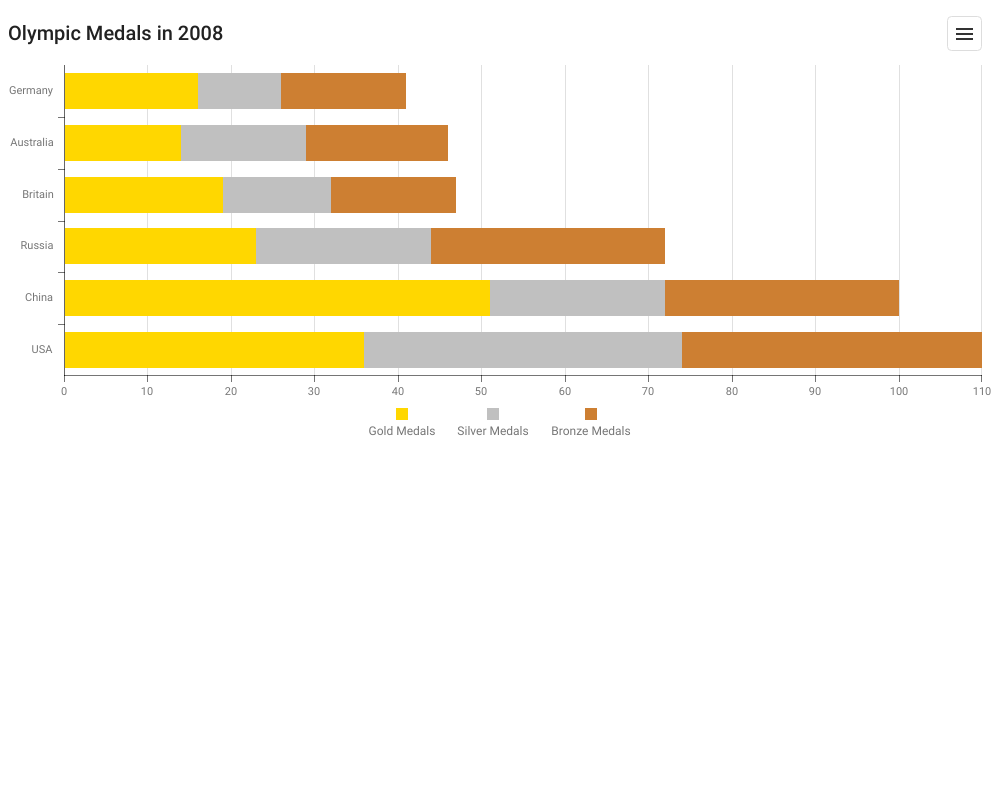 Olympic Medals in 2008
Germany
Australia
Britain
Russia
China
USA
0 10 20 30 40 50 60 70 80 90 100 110
Gold Medals Silver Medals Bronze Medals